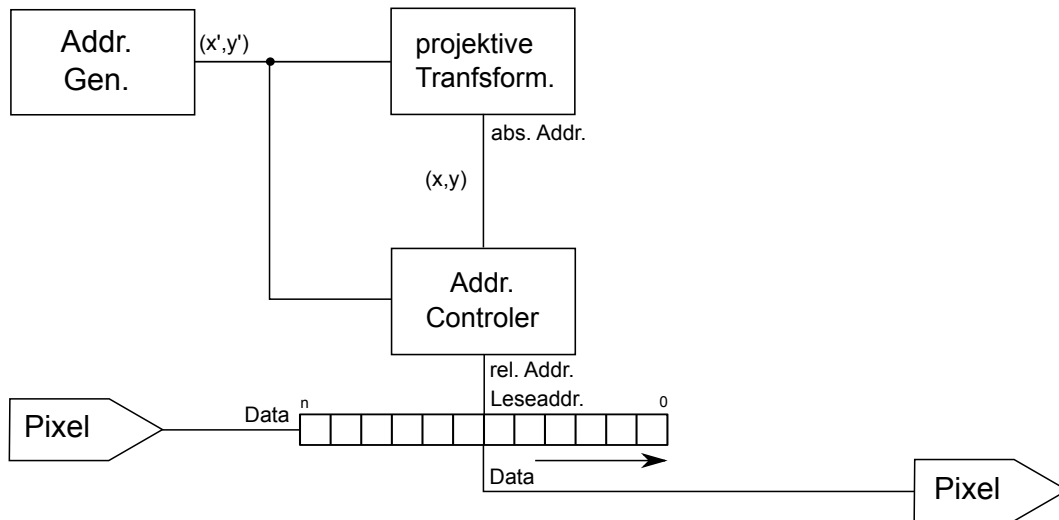 Addr.
Gen.
(x',y')
projektive
Tranfsform.
abs. Addr.
(x,y)
Addr.
Controler
rel. Addr.
Leseaddr.
Pixel
Data
n
0
Data
Pixel